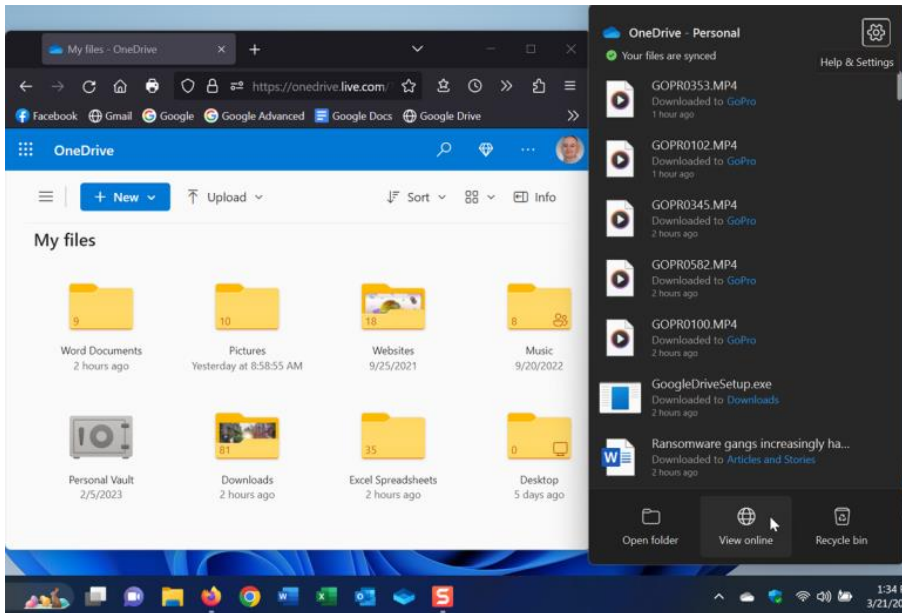 My files - OneDrive
https://onedrive.live.com/
Facebook Gmail Google Google Advanced Google Docs Google Drive
OneDrive
New Upload Sort Info
My files
9 10 18 8
Word Documents Pictures Websites Music
2 hours ago Yesterday at 8:58:55 AM 9/25/2021 9/20/2022
81 35 0
Personal Vault Downloads Excel Spreadsheets Desktop
2/5/2023 2 hours ago 2 hours ago 5 days ago
OneDrive - Personal
Your files are synced
Help & Settings
GOPR0353.MP4
Downloaded to GoPro
1 hour ago
GOPR0102.MP4
Downloaded to GoPro
1 hour ago
GOPR0345.MP4
Downloaded to GoPro
2 hours ago
GOPR0582.MP4
Downloaded to GoPro
2 hours ago
GOPR0100.MP4
Downloaded to GoPro
2 hours ago
GoogleDriveSetup.exe
Downloaded to Downloads
2 hours ago
Ransomware gangs increasingly ha...
Downloaded to Articles and Stories
2 hours ago
Open folder View online Recycle bin
1:34
3/21/20